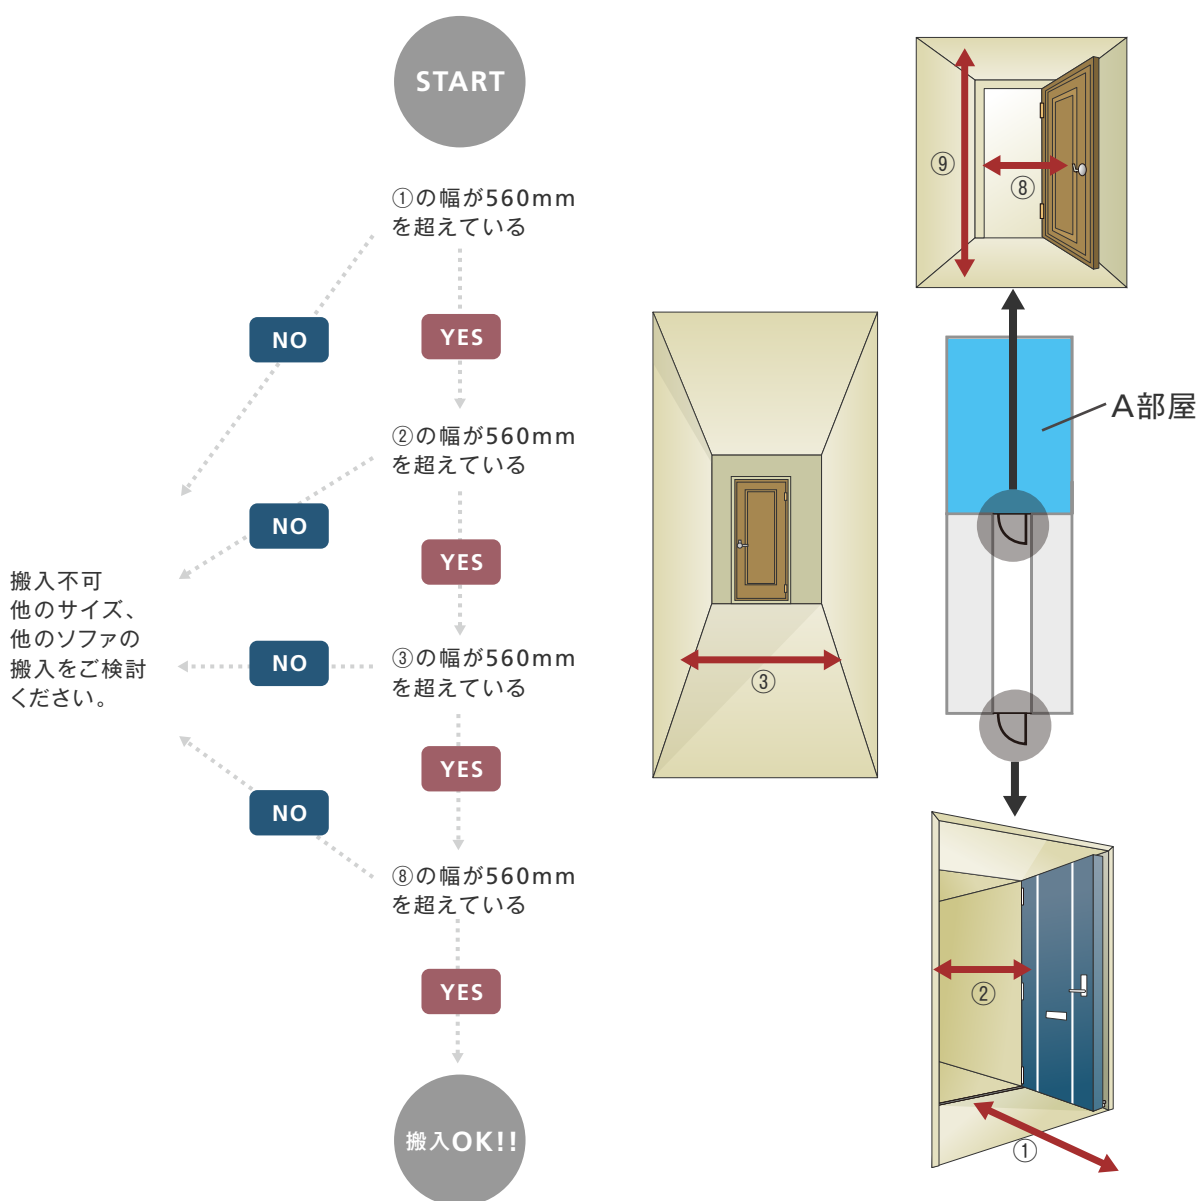 START
①の幅が560mm
を超えている
NO
YES
②の幅が560mm
を超えている
NO
YES
搬入不可
他のサイズ、
他のソファの
搬入をご検討
ください。
③の幅が560mm
を超えている
NO
YES
⑧の幅が560mm
を超えている
NO
YES
搬入OK!!
③
⑨
⑧
A部屋
②
①